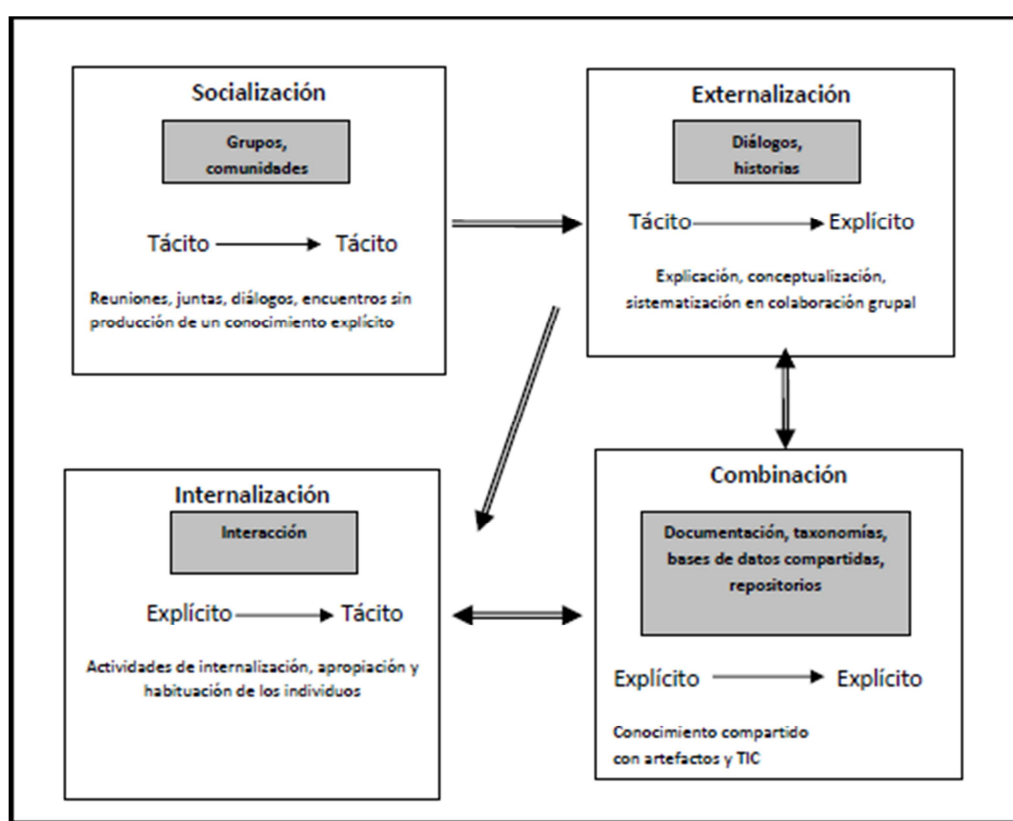 Socialización
Grupos,
comunidades
Tácito Tácito
Reuniones, juntas, diálogos, encuentros sin
producción de un conocimiento explícito
Externalización
Diálogos,
historias
Tácito Explícito
Explicación, conceptualización,
sistematización en colaboración grupal
Internalización
Interacción
Explícito Tácito
Actividades de internalización, apropiación y
habituación de los individuos
Combinación
Documentación, taxonomías,
bases de datos compartidas,
repositorios
Explícito Explícito
Conocimiento compartido
con artefactos y TIC